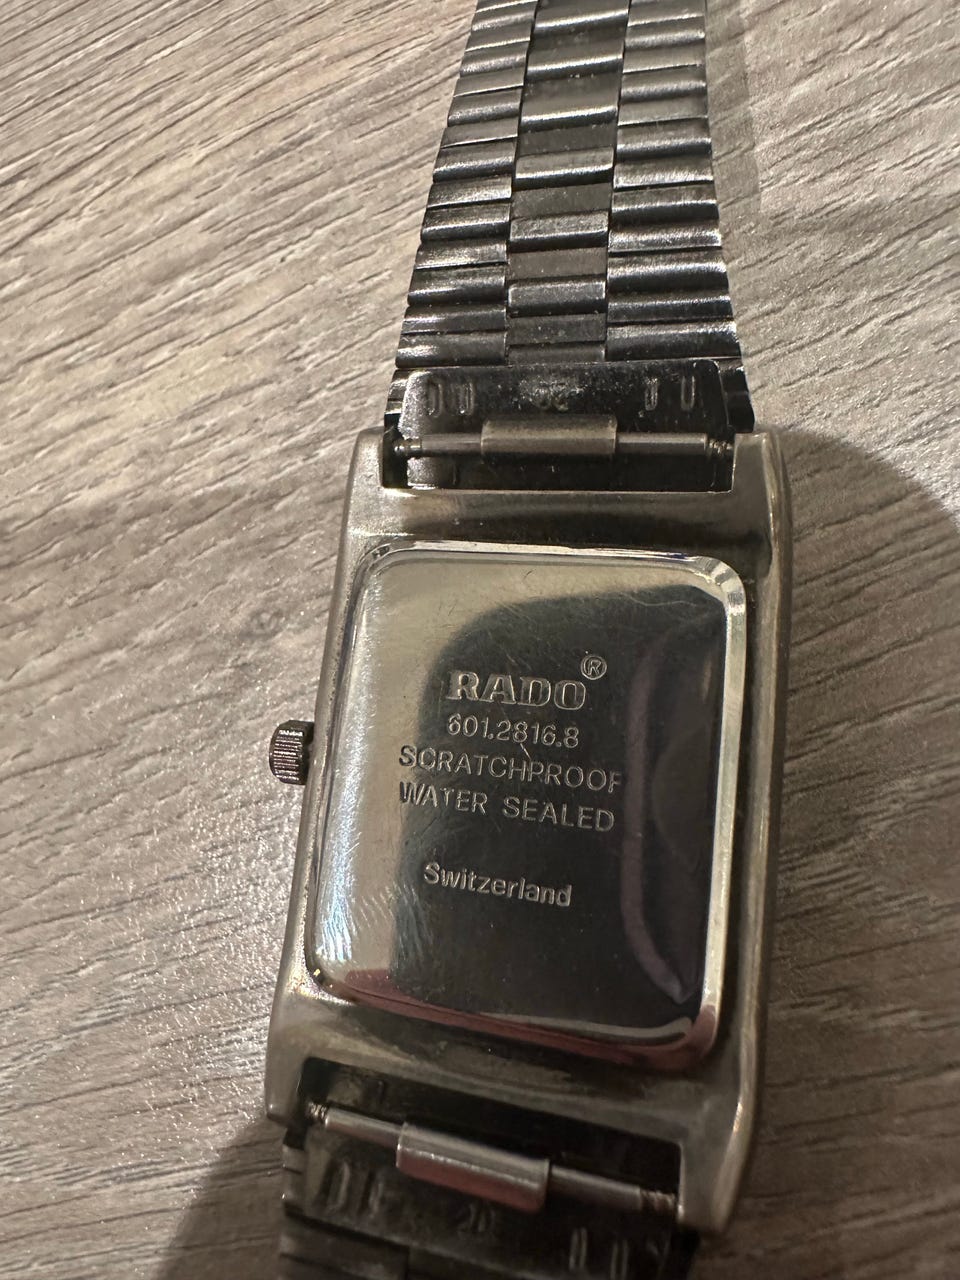 RADO®
601.2816.8
SCRATCHPROOF
WATER SEALED
Switzerland